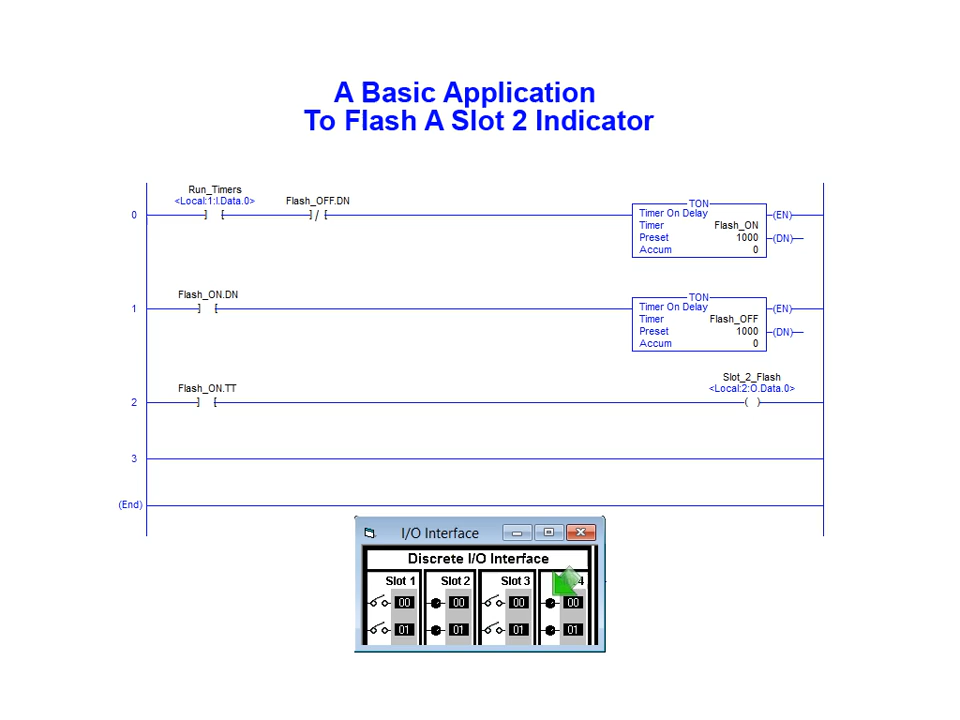 A Basic Application
To Flash A Slot 2 Indicator
Run_Timers
<Local:1:I.Data.0>
Flash_OFF.DN
0
TON
Timer On Delay
Timer Flash_ON
Preset 1000
Accum 0
(EN)
(DN)
Flash_ON.DN
1
TON
Timer On Delay
Timer Flash_OFF
Preset 1000
Accum 0
(EN)
(DN)
Flash_ON.TT
Slot_2_Flash
<Local:2:O.Data.0>
2
3
(End)
I/O Interface
Discrete I/O Interface
Slot 1 Slot 2 Slot 3 4
00 00 00 00
01 01 01 01